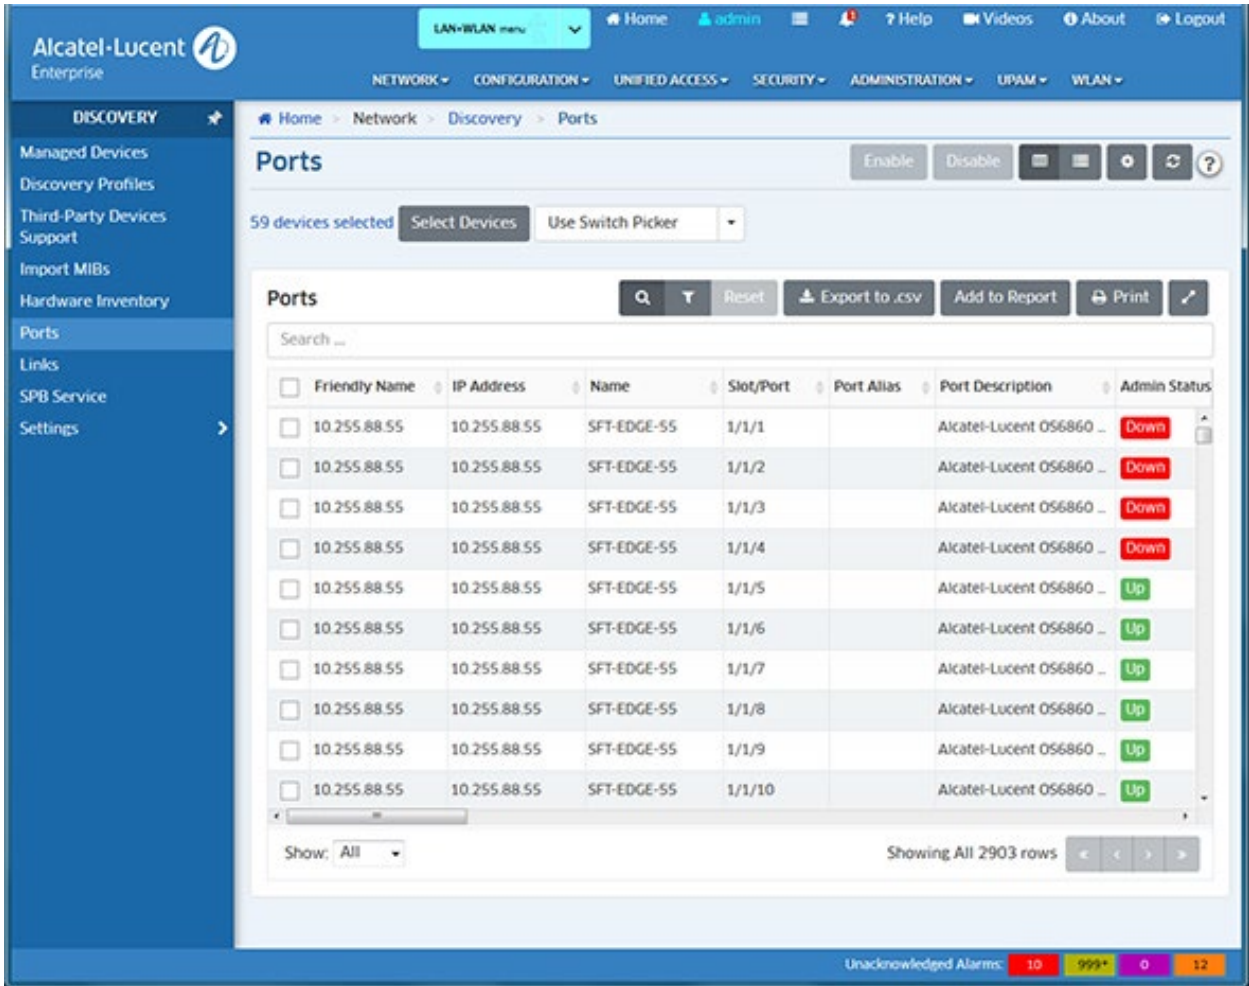 Alcatel·Lucent
Enterprise
LAN+WLAN menu
Home admin ? Help Videos About Logout
NETWORK CONFIGURATION UNIFIED ACCESS SECURITY ADMINISTRATION UPAM WLAN
DISCOVERY
Managed Devices
Discovery Profiles
Third-Party Devices
Support
Import MIBs
Hardware Inventory
Ports
Links
SPB Service
Settings
Home > Network > Discovery > Ports
Ports
Enable Disable ?
59 devices selected Select Devices Use Switch Picker
Ports Reset Export to .csv Add to Report Print
Search ...
Friendly Name IP Address Name Slot/Port Port Alias Port Description Admin Status
10.255.88.55 10.255.88.55 SFT-EDGE-55 1/1/1 Alcatel-Lucent OS6860 ... Down
10.255.88.55 10.255.88.55 SFT-EDGE-55 1/1/2 Alcatel-Lucent OS6860 ... Down
10.255.88.55 10.255.88.55 SFT-EDGE-55 1/1/3 Alcatel-Lucent OS6860 ... Down
10.255.88.55 10.255.88.55 SFT-EDGE-55 1/1/4 Alcatel-Lucent OS6860 ... Down
10.255.88.55 10.255.88.55 SFT-EDGE-55 1/1/5 Alcatel-Lucent OS6860 ... Up
10.255.88.55 10.255.88.55 SFT-EDGE-55 1/1/6 Alcatel-Lucent OS6860 ... Up
10.255.88.55 10.255.88.55 SFT-EDGE-55 1/1/7 Alcatel-Lucent OS6860 ... Up
10.255.88.55 10.255.88.55 SFT-EDGE-55 1/1/8 Alcatel-Lucent OS6860 ... Up
10.255.88.55 10.255.88.55 SFT-EDGE-55 1/1/9 Alcatel-Lucent OS6860 ... Up
10.255.88.55 10.255.88.55 SFT-EDGE-55 1/1/10 Alcatel-Lucent OS6860 ... Up
Show: All Showing All 2903 rows « < > »
Unacknowledged Alarms: 10 999+ 0 12